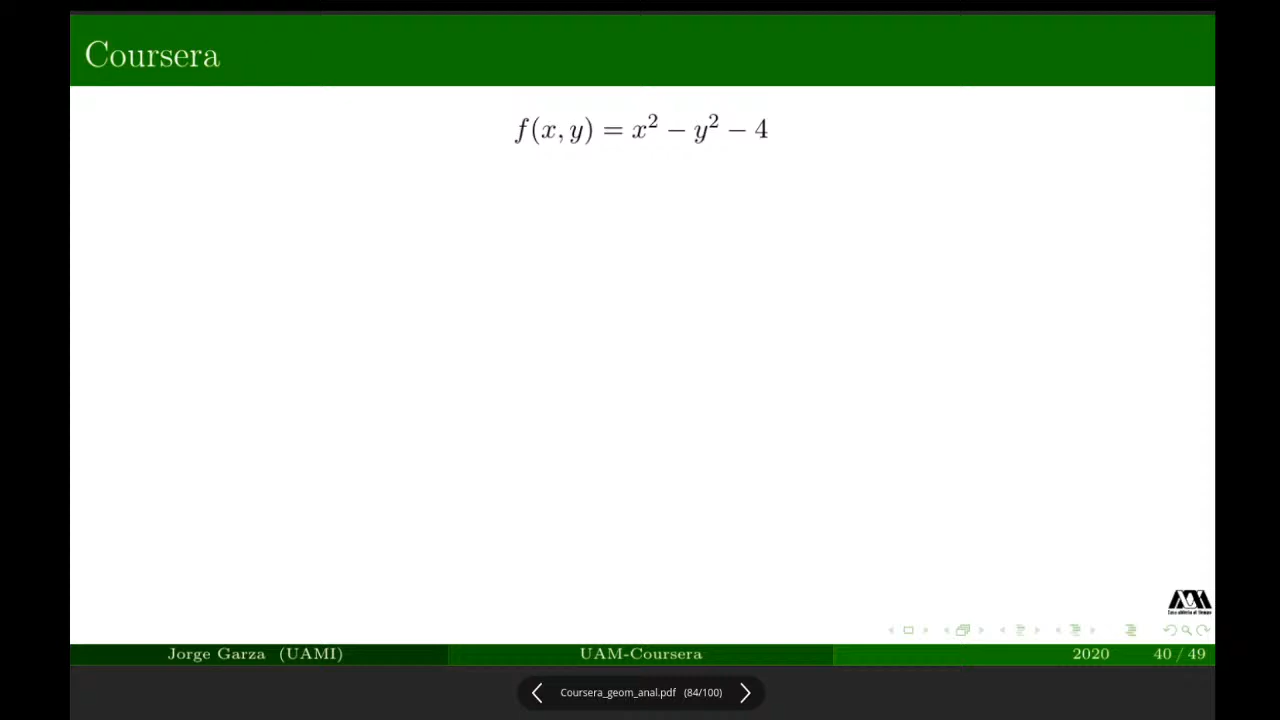 Coursera
f(x, y) = x² − y² − 4
Jorge Garza (UAMI) UAM-Coursera 2020 40 / 49
Coursera_geom_anal.pdf (84/100)